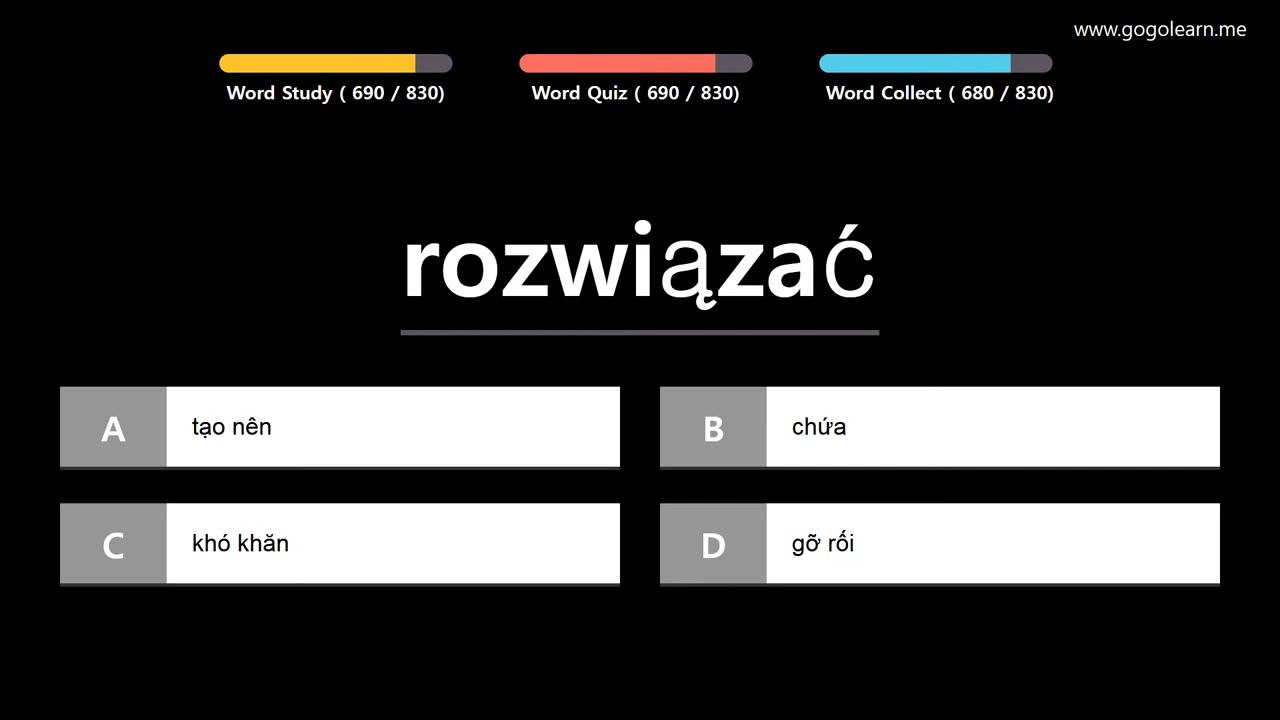 www.gogolearn.me
Word Study ( 690 / 830)
Word Quiz ( 690 / 830)
Word Collect ( 680 / 830)
rozwiązać
A tạo nên
B chứa
C khó khăn
D gỡ rối